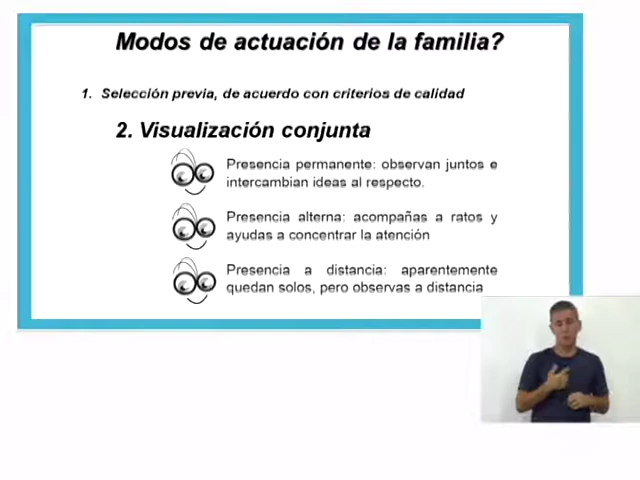 Modos de actuación de la familia?
1. Selección previa, de acuerdo con criterios de calidad
2. Visualización conjunta
Presencia permanente: observan juntos e
intercambian ideas al respecto.
Presencia alterna: acompañas a ratos y
ayudas a concentrar la atención
Presencia a distancia: aparentemente
quedan solos, pero observas a distancia